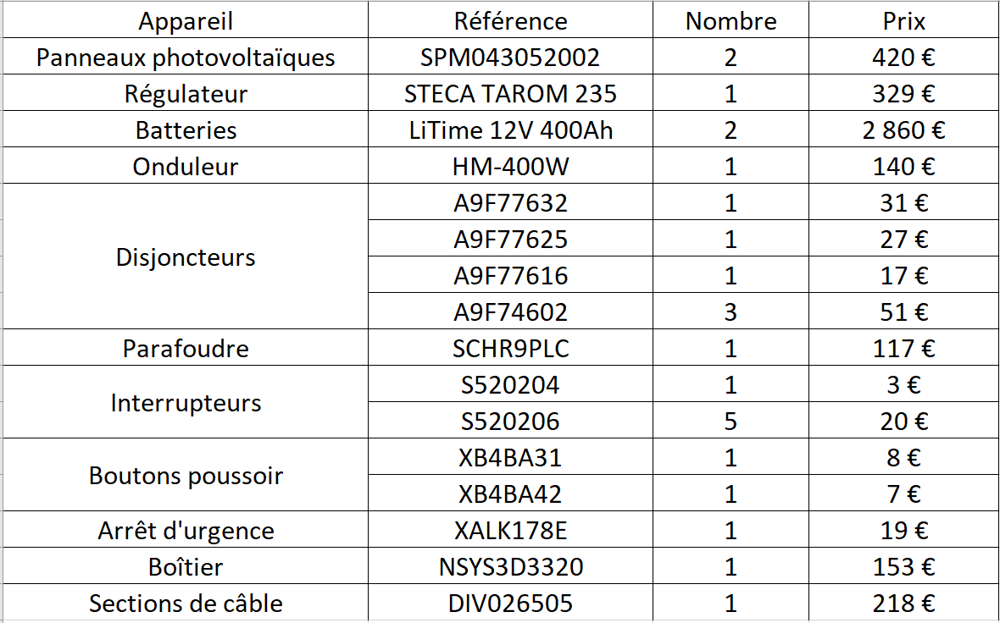 Appareil Référence Nombre Prix
Panneaux photovoltaïques SPM043052002 2 420 €
Régulateur STECA TAROM 235 1 329 €
Batteries LiTime 12V 400Ah 2 2 860 €
Onduleur HM-400W 1 140 €
Disjoncteurs A9F77632 1 31 €
A9F77625 1 27 €
A9F77616 1 17 €
A9F74602 3 51 €
Parafoudre SCHR9PLC 1 117 €
Interrupteurs S520204 1 3 €
S520206 5 20 €
Boutons poussoir XB4BA31 1 8 €
XB4BA42 1 7 €
Arrêt d'urgence XALK178E 1 19 €
Boîtier NSYS3D3320 1 153 €
Sections de câble DIV026505 1 218 €